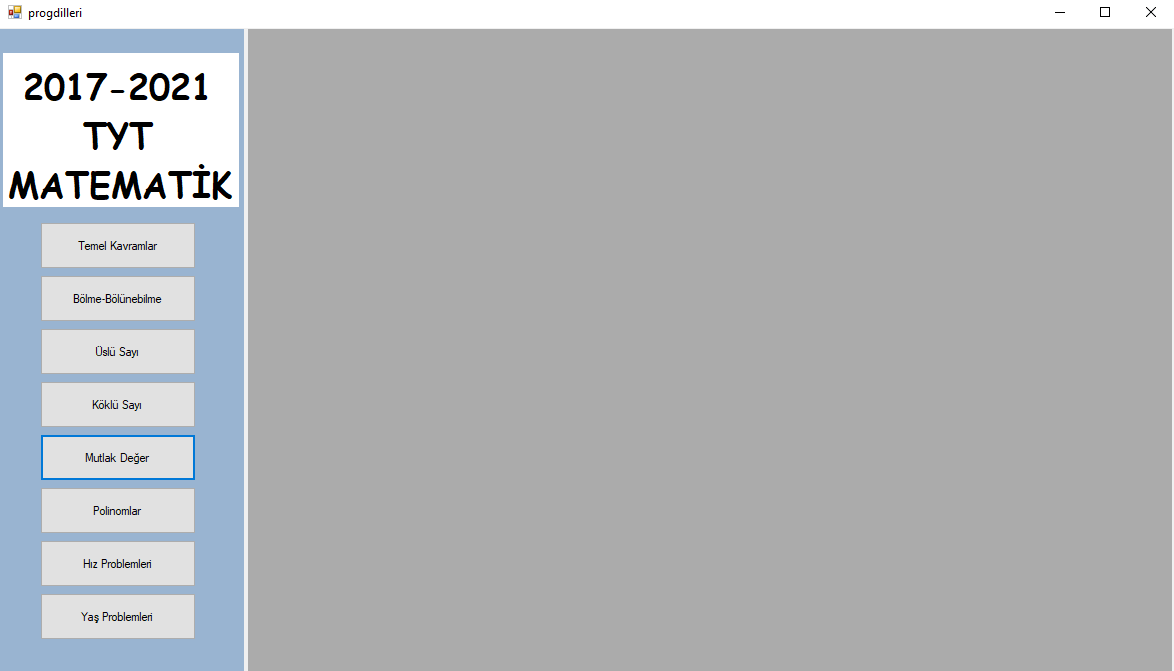 progdilleri
2017-2021
TYT
MATEMATİK
Temel Kavramlar
Bölme-Bölünebilme
Üslü Sayı
Köklü Sayı
Mutlak Değer
Polinomlar
Hız Problemleri
Yaş Problemleri